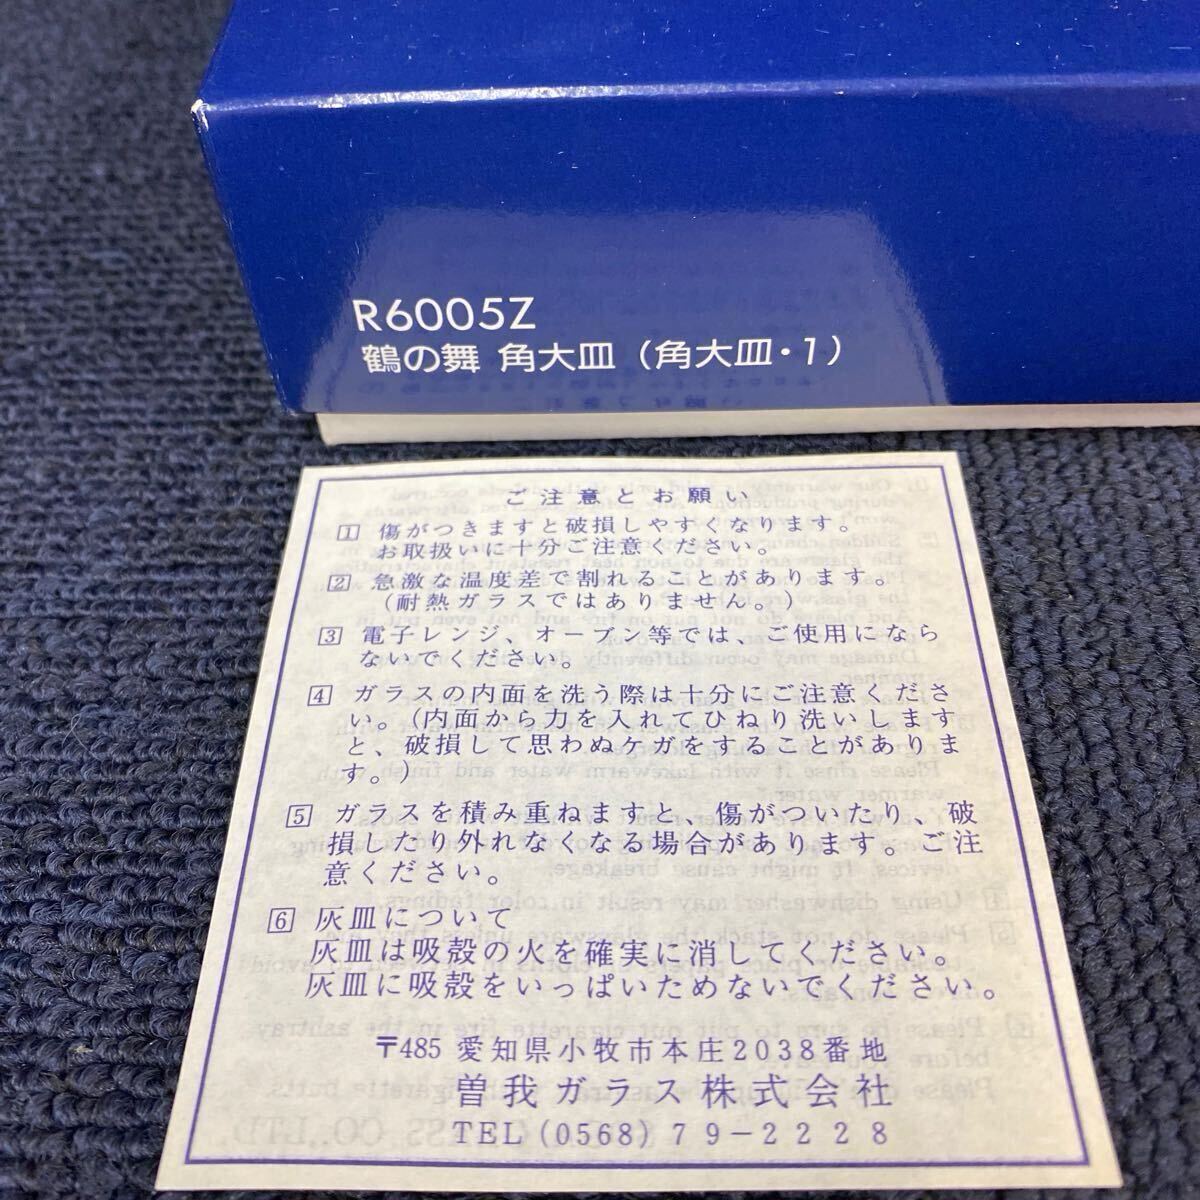 R6005Z
鶴の舞 角大皿(角大皿・1)
ご注意とお願い
1 傷がつきますと破損しやすくなります。
お取扱いに十分ご注意ください。
2 急激な温度差で割れることがあります。
(耐熱ガラスではありません。)
3 電子レンジ、オーブン等では、ご使用になら
ないでください。
4 ガラスの内面を洗う際は十分にご注意くださ
い。(内面から力を入れてひねり洗いします
と、破損して思わぬケガをすることがありま
す。)
5 ガラスを積み重ねますと、傷がついたり、破
損したり外れなくなる場合があります。ご注
意ください。
6 灰皿について
灰皿は吸殻の火を確実に消してください。
灰皿に吸殻をいっぱいためないでください。
〒485 愛知県小牧市本庄2038番地
曽我ガラス株式会社
TEL(0568)79-2228